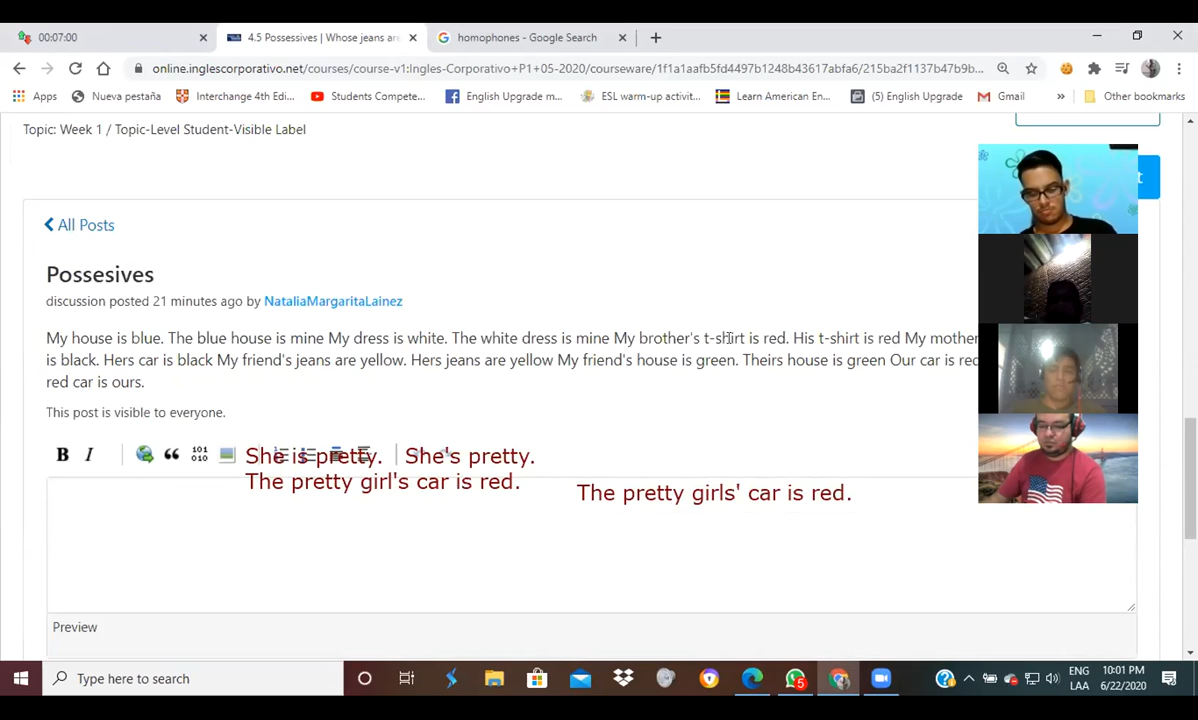 00:07:00
4.5 Possessives | Whose jeans are
homophones - Google Search
online.inglescorporativo.net/courses/course-v1:Ingles-Corporativo+P1+05-2020/courseware/1f1a1aafb5fd4497b1248b43617abfa6/215ba2f1137b47b9b...
Apps
Nueva pestaña
Interchange 4th Edi...
Students Compete...
English Upgrade m...
ESL warm-up activit...
Learn American En...
(5) English Upgrade
Gmail
»
Other bookmarks
Topic: Week 1 / Topic-Level Student-Visible Label
t
All Posts
Possesives
discussion posted 21 minutes ago by NataliaMargaritaLainez
My house is blue. The blue house is mine My dress is white. The white dress is mine My brother's t-shirt is red. His t-shirt is red My mother
is black. Hers car is black My friend's jeans are yellow. Hers jeans are yellow My friend's house is green. Theirs house is green Our car is red
red car is ours.
This post is visible to everyone.
B I
101
010
She is pretty. She's pretty.
The pretty girl's car is red.
The pretty girls' car is red.
Preview
Type here to search
5
ENG
LAA
10:01 PM
6/22/2020